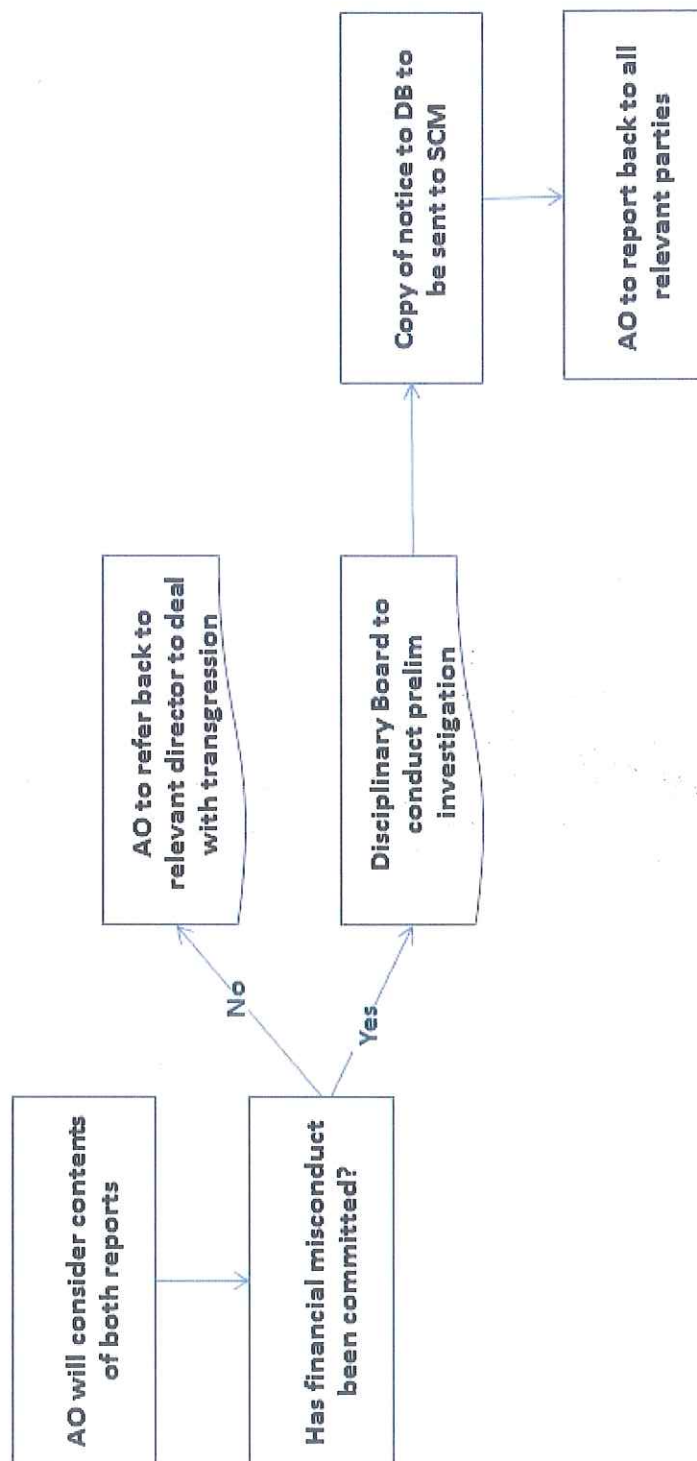 AO will consider contents
of both reports
Has financial misconduct
been committed?
No
Yes
AO to refer back to
relevant director to deal
with transgression
Disciplinary Board to
conduct prelim
investigation
Copy of notice to DB to
be sent to SCM
AO to report back to all
relevant parties